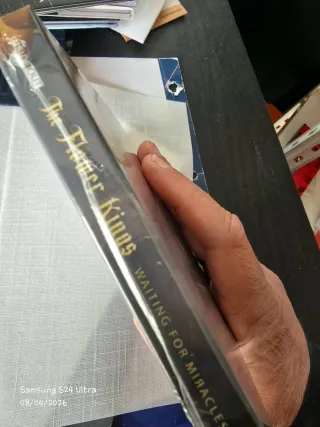 The Flower Kings WAITING FOR MIRACLES
Samsung S24 Ultra
08/04/2026